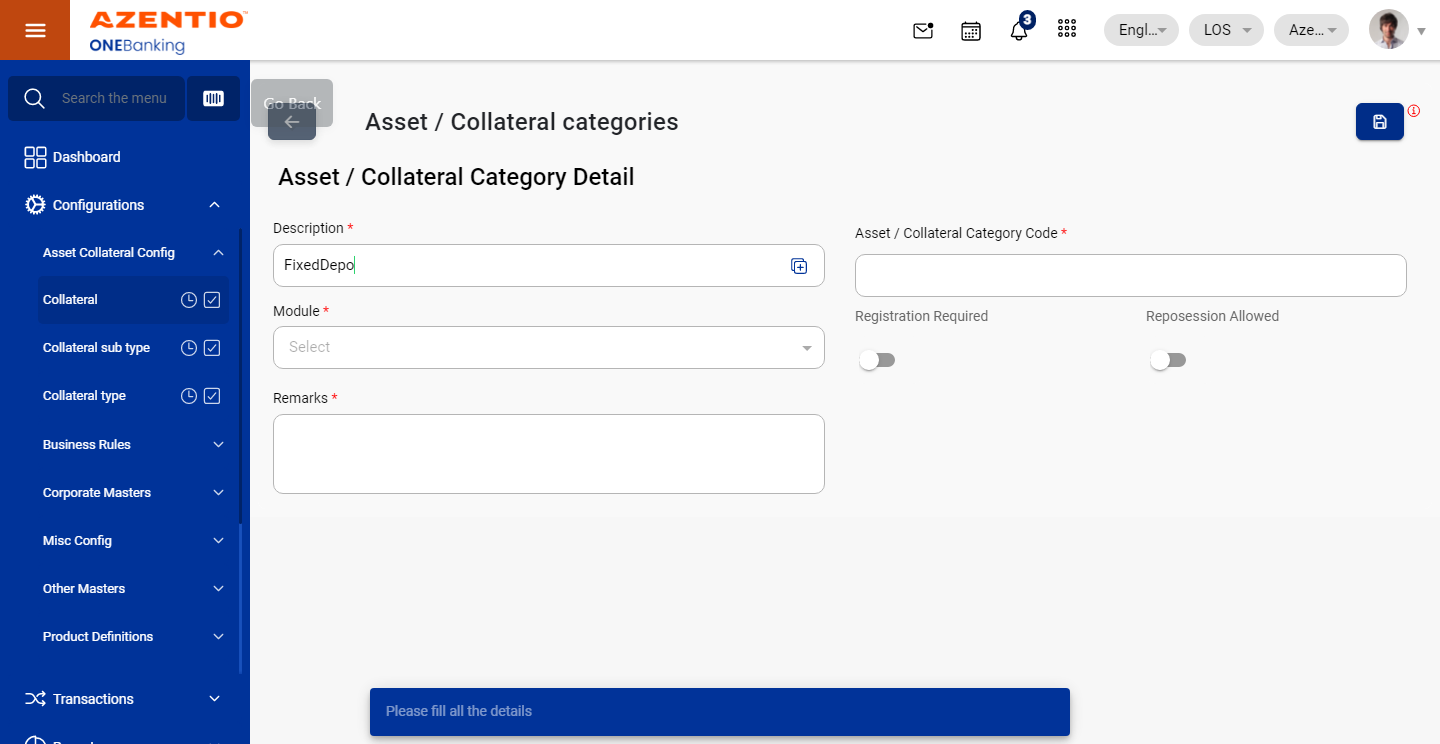 AZENTIO™
ONEBanking
3
Engl...
LOS
Aze...
Search the menu
Dashboard
Configurations
Asset Collateral Config
Collateral
Collateral sub type
Collateral type
Business Rules
Corporate Masters
Misc Config
Other Masters
Product Definitions
Transactions
Go Back
Asset / Collateral categories
Asset / Collateral Category Detail
Description *
FixedDepo
Asset / Collateral Category Code *
Module *
Select
Registration Required
Reposession Allowed
Remarks *
Please fill all the details